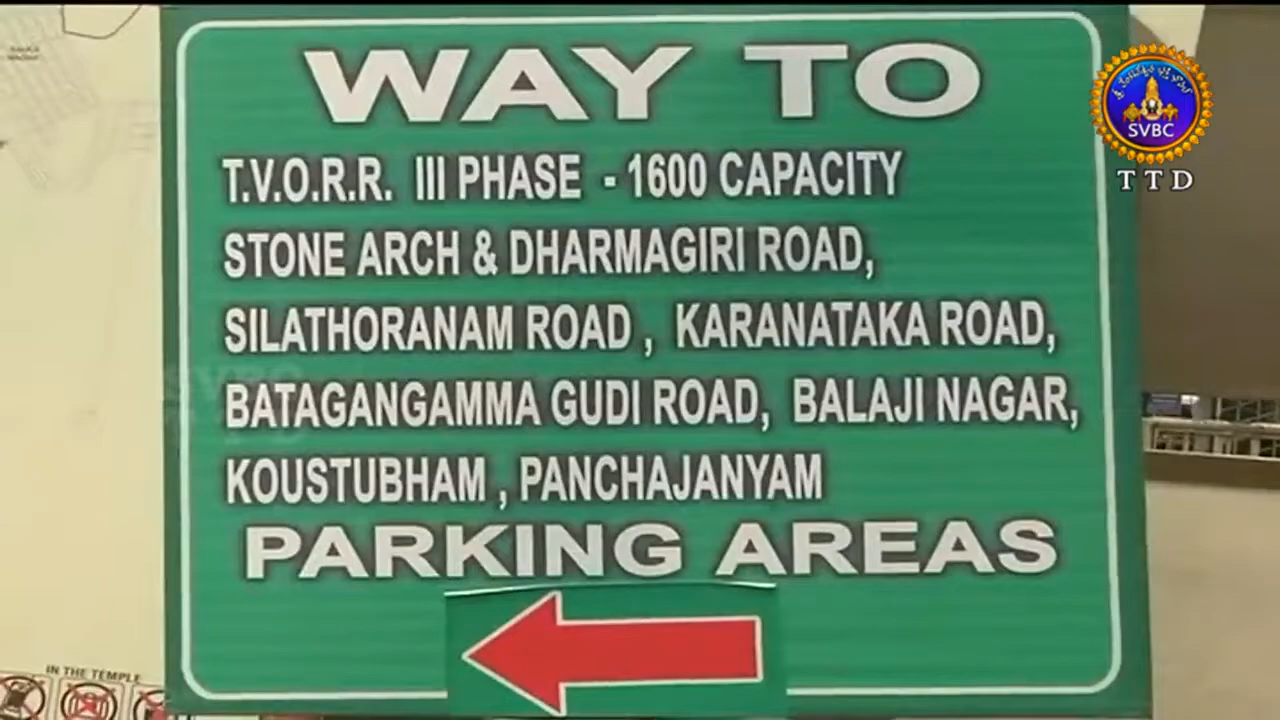 WAY TO
T.V.O.R.R. III PHASE - 1600 CAPACITY
STONE ARCH & DHARMAGIRI ROAD,
SILATHORANAM ROAD , KARANATAKA ROAD,
BATAGANGAMMA GUDI ROAD, BALAJI NAGAR,
KOUSTUBHAM , PANCHAJANYAM
PARKING AREAS
IN THE TEMPLE
SVBC
TTD